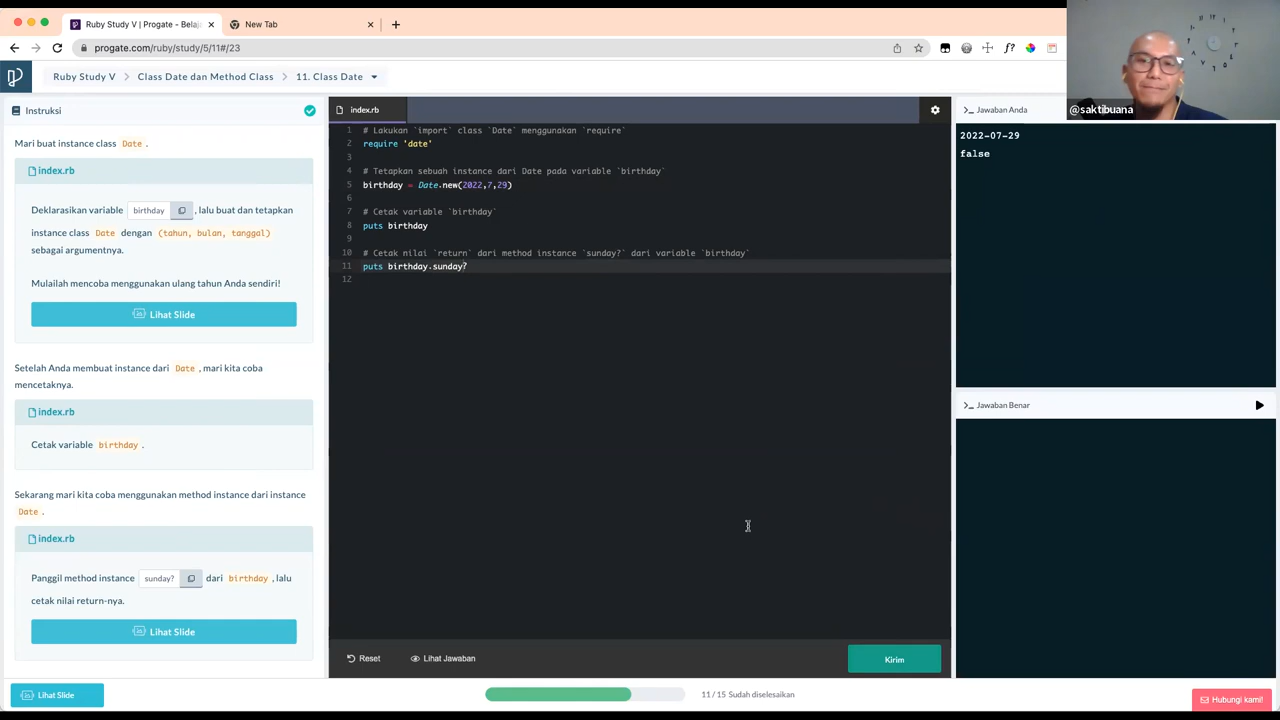 Ruby Study V | Progate - Belaja
New Tab
progate.com/ruby/study/5/11#/23
Ruby Study V
Class Date dan Method Class
11. Class Date
@saktibuana
Instruksi
Mari buat instance class Date .
index.rb
Deklarasikan variable birthday , lalu buat dan tetapkan
instance class Date dengan (tahun, bulan, tanggal)
sebagai argumentnya.
Mulailah mencoba menggunakan ulang tahun Anda sendiri!
Lihat Slide
Setelah Anda membuat instance dari Date , mari kita coba
mencetaknya.
index.rb
Cetak variable birthday .
Sekarang mari kita coba menggunakan method instance dari instance
Date .
index.rb
Panggil method instance sunday? dari birthday , lalu
cetak nilai return-nya.
Lihat Slide
Lihat Slide
index.rb
1 # Lakukan `import` class `Date` menggunakan `require`
2 require 'date'
3
4 # Tetapkan sebuah instance dari Date pada variable `birthday`
5 birthday = Date.new(2022,7,29)
6
7 # Cetak variable `birthday`
8 puts birthday
9
10 # Cetak nilai `return` dari method instance `sunday?` dari variable `birthday`
11 puts birthday.sunday?
12
Reset
Lihat Jawaban
Kirim
11 / 15 Sudah diselesaikan
>_ Jawaban Anda
2022-07-29
false
>_ Jawaban Benar
Hubungi kami!